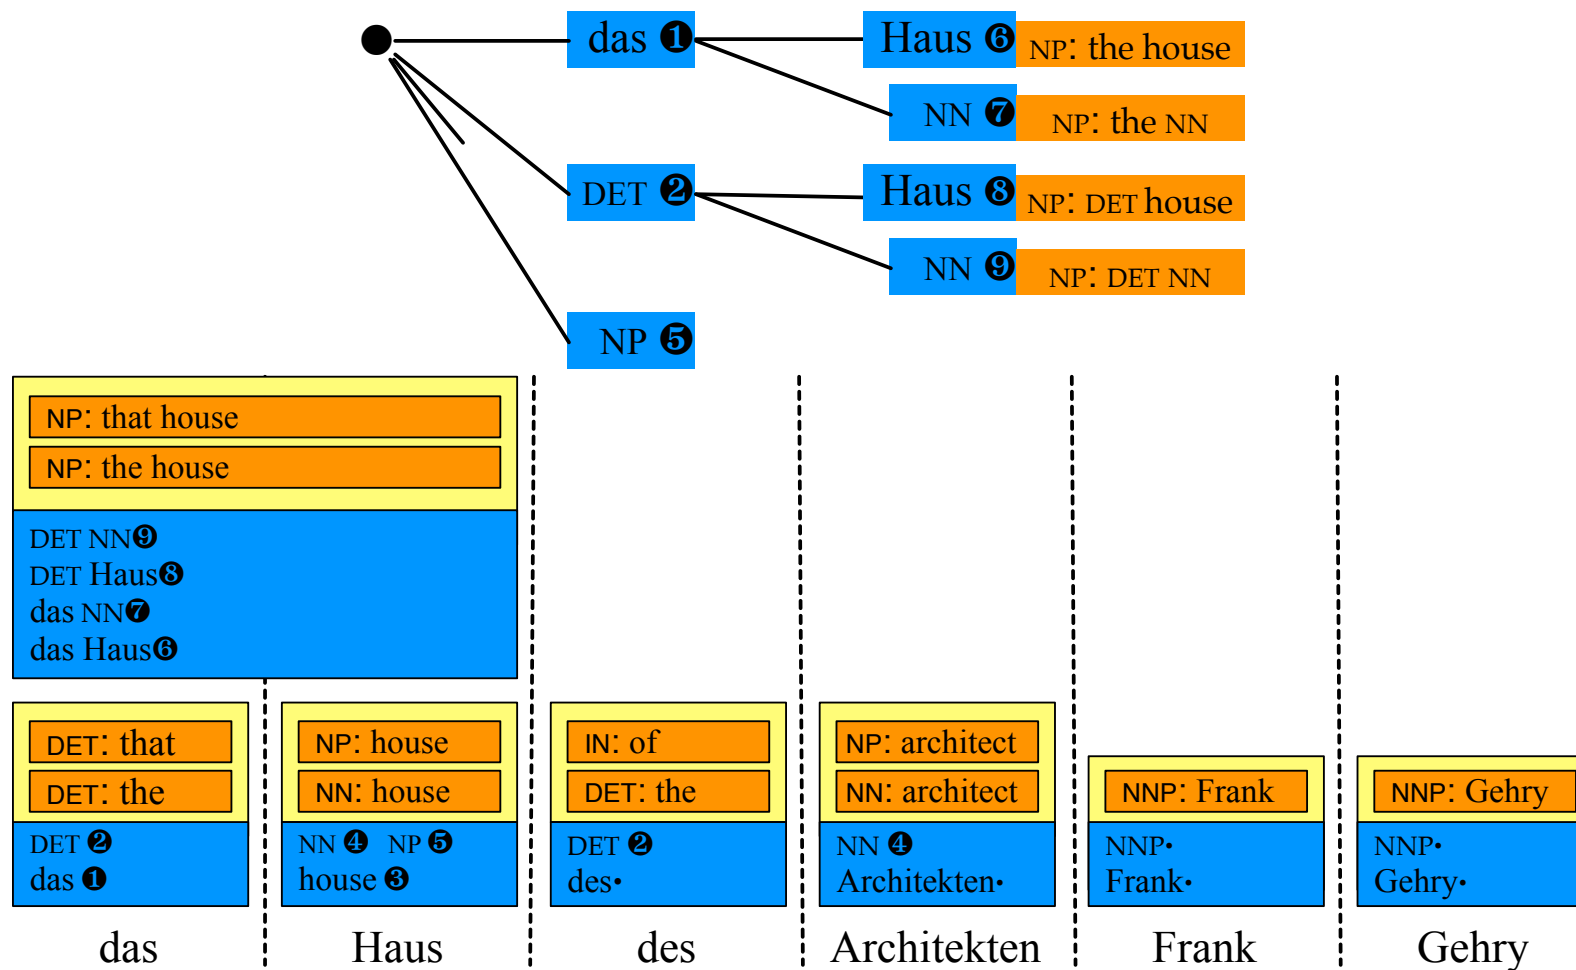 das ❶ Haus ❻ NP: the house
NN ❼ NP: the NN
DET ❷ Haus ❽ NP: DET house
NN ❾ NP: DET NN
NP ❺
NP: that house
NP: the house
DET NN❾
DET Haus❽
das NN❼
das Haus❻
DET: that
DET: the
DET ❷
das ❶
NP: house
NN: house
NN ❹ NP ❺
house ❸
IN: of
DET: the
DET ❷
des•
NP: architect
NN: architect
NN ❹
Architekten•
NNP: Frank
NNP•
Frank•
NNP: Gehry
NNP•
Gehry•
das Haus des Architekten Frank Gehry